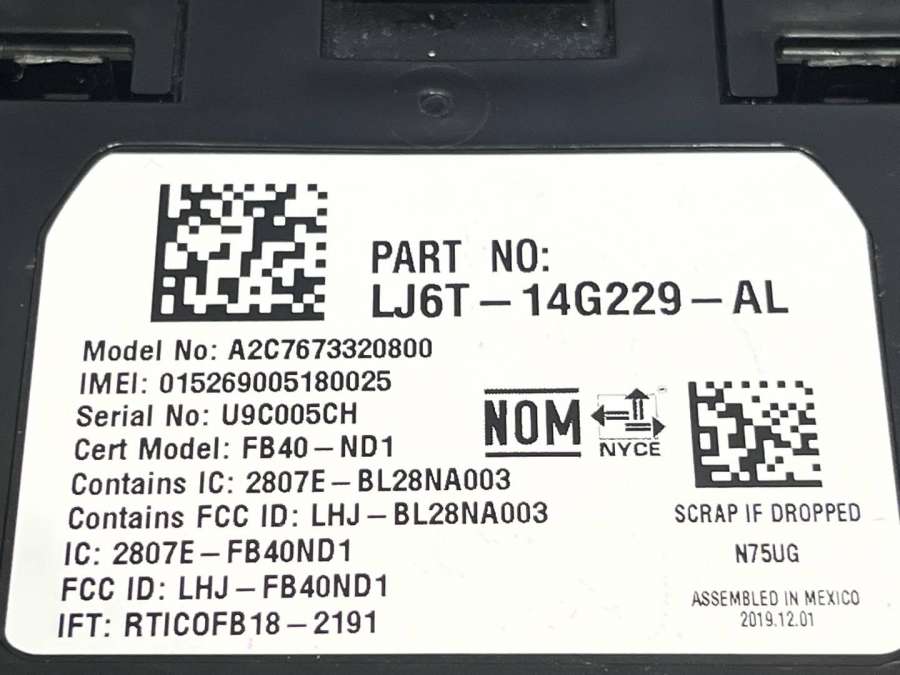 PART NO:
LJ6T-14G229-AL
Model No: A2C7673320800
IMEI: 015269005180025
Serial No: U9C005CH
Cert Model: FB40-ND1
Contains IC: 2807E-BL28NA003
Contains FCC ID: LHJ-BL28NA003
IC: 2807E-FB40ND1
FCC ID: LHJ-FB40ND1
IFT: RTICOFB18-2191
NOM
NYCE
SCRAP IF DROPPED
N75UG
ASSEMBLED IN MEXICO
2019.12.01